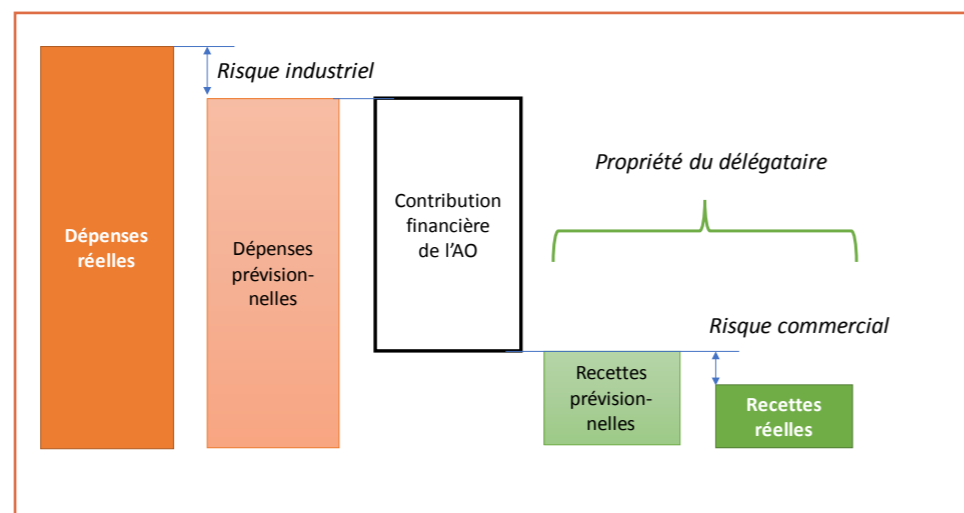 Risque industriel
Dépenses
réelles
Dépenses
prévision-
nelles
Contribution
financière
de l'AO
Propriété du délégataire
Risque commercial
Recettes
prévision-
nelles
Recettes
réelles